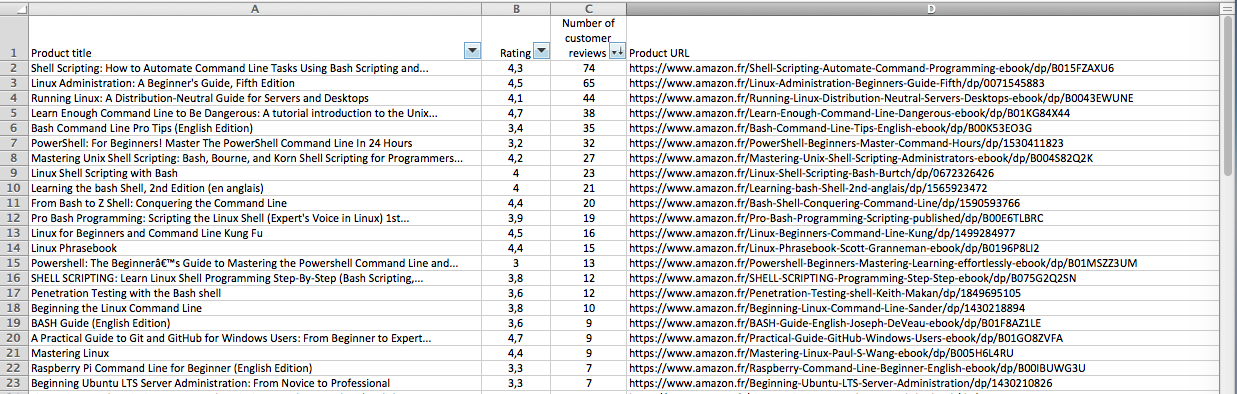 A B C D
1 Product title Rating Number of customer reviews Product URL
2 Shell Scripting: How to Automate Command Line Tasks Using Bash Scripting and... 4,3 74 https://www.amazon.fr/Shell-Scripting-Automate-Command-Programming-ebook/dp/B015FZAXU6
3 Linux Administration: A Beginner's Guide, Fifth Edition 4,5 65 https://www.amazon.fr/Linux-Administration-Beginners-Guide-Fifth/dp/0071545883
4 Running Linux: A Distribution-Neutral Guide for Servers and Desktops 4,1 44 https://www.amazon.fr/Running-Linux-Distribution-Neutral-Servers-Desktops-ebook/dp/B0043EWUNE
5 Learn Enough Command Line to Be Dangerous: A tutorial introduction to the Unix... 4,7 38 https://www.amazon.fr/Learn-Enough-Command-Line-Dangerous-ebook/dp/B01KG84X44
6 Bash Command Line Pro Tips (English Edition) 3,4 35 https://www.amazon.fr/Bash-Command-Line-Tips-English-ebook/dp/B00K53EO3G
7 PowerShell: For Beginners! Master The PowerShell Command Line In 24 Hours 3,2 32 https://www.amazon.fr/PowerShell-Beginners-Master-Command-Hours/dp/1530411823
8 Mastering Unix Shell Scripting: Bash, Bourne, and Korn Shell Scripting for Programmers... 4,2 27 https://www.amazon.fr/Mastering-Unix-Shell-Scripting-Administrators-ebook/dp/B004S82Q2K
9 Linux Shell Scripting with Bash 4 23 https://www.amazon.fr/Linux-Shell-Scripting-Bash-Burtch/dp/0672326426
10 Learning the bash Shell, 2nd Edition (en anglais) 4 21 https://www.amazon.fr/Learning-bash-Shell-2nd-anglais/dp/1565923472
11 From Bash to Z Shell: Conquering the Command Line 4,4 20 https://www.amazon.fr/Bash-Shell-Conquering-Command-Line/dp/1590593766
12 Pro Bash Programming: Scripting the Linux Shell (Expert's Voice in Linux) 1st... 3,9 19 https://www.amazon.fr/Pro-Bash-Programming-Scripting-published/dp/B00E6TLBRC
13 Linux for Beginners and Command Line Kung Fu 4,5 16 https://www.amazon.fr/Linux-Beginners-Command-Line-Kung/dp/1499284977
14 Linux Phrasebook 4,4 15 https://www.amazon.fr/Linux-Phrasebook-Scott-Granneman-ebook/dp/B0196P8LI2
15 Powershell: The Beginnerâ€™s Guide to Mastering the Powershell Command Line and... 3 13 https://www.amazon.fr/Powershell-Beginners-Mastering-Learning-effortlessly-ebook/dp/B01MSZZ3UM
16 SHELL SCRIPTING: Learn Linux Shell Programming Step-By-Step (Bash Scripting,... 3,8 12 https://www.amazon.fr/SHELL-SCRIPTING-Programming-Step-Step-ebook/dp/B075G2Q2SN
17 Penetration Testing with the Bash shell 3,6 12 https://www.amazon.fr/Penetration-Testing-shell-Keith-Makan/dp/1849695105
18 Beginning the Linux Command Line 3,8 10 https://www.amazon.fr/Beginning-Linux-Command-Line-Sander/dp/1430218894
19 BASH Guide (English Edition) 3,6 9 https://www.amazon.fr/BASH-Guide-English-Joseph-DeVeau-ebook/dp/B01F8AZ1LE
20 A Practical Guide to Git and GitHub for Windows Users: From Beginner to Expert... 4,7 9 https://www.amazon.fr/Practical-Guide-GitHub-Windows-Users-ebook/dp/B01GO8ZVFA
21 Mastering Linux 4,4 9 https://www.amazon.fr/Mastering-Linux-Paul-S-Wang-ebook/dp/B005H6L4RU
22 Raspberry Pi Command Line for Beginner (English Edition) 3,3 7 https://www.amazon.fr/Raspberry-Command-Line-Beginner-English-ebook/dp/B00IBUWG3U
23 Beginning Ubuntu LTS Server Administration: From Novice to Professional 3,3 7 https://www.amazon.fr/Beginning-Ubuntu-LTS-Server-Administration/dp/1430210826